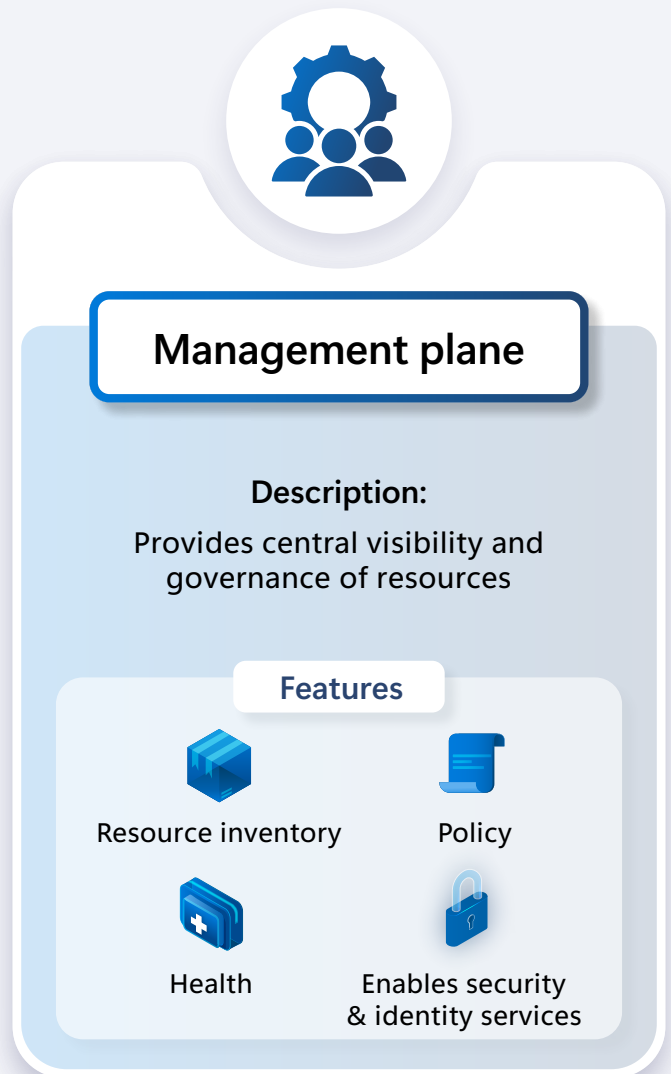 Management plane
Description:
Provides central visibility and
governance of resources
Features
Resource inventory
Policy
Health
Enables security
& identity services